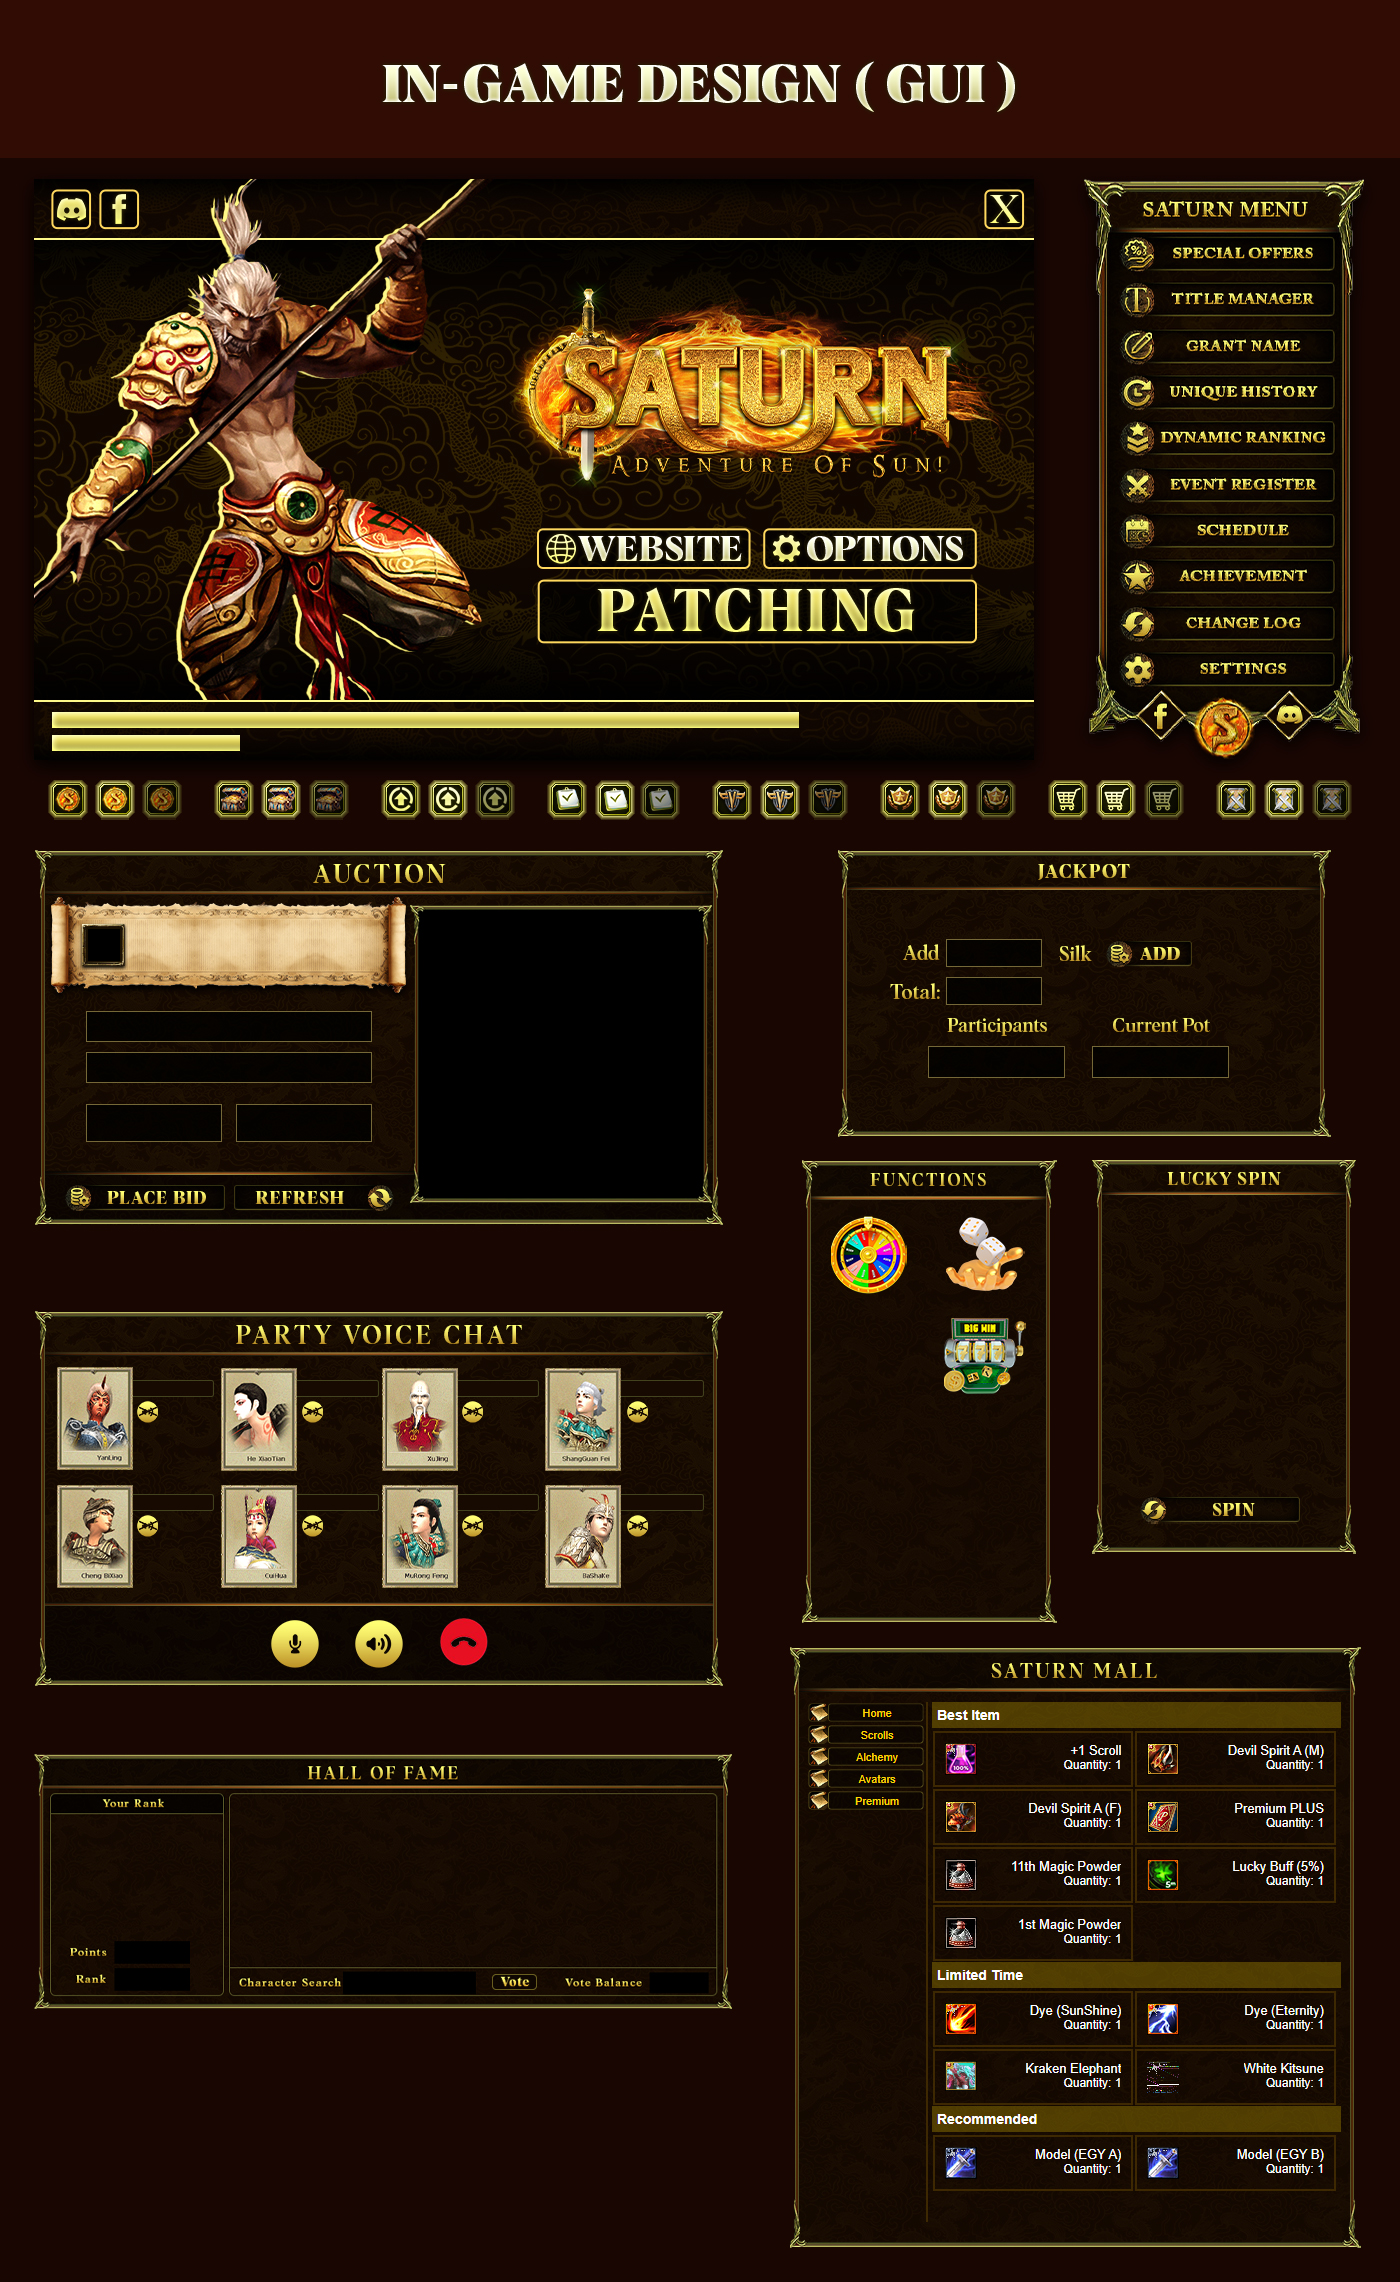 IN-GAME DESIGN ( GUI )
X
SATURN
ADVENTURE OF SUN!
WEBSITE
OPTIONS
PATCHING
SATURN MENU
SPECIAL OFFERS
TITLE MANAGER
GRANT NAME
UNIQUE HISTORY
DYNAMIC RANKING
EVENT REGISTER
SCHEDULE
ACHIEVEMENT
CHANGE LOG
SETTINGS
AUCTION
PLACE BID
REFRESH
JACKPOT
Add
Silk
ADD
Total:
Participants
Current Pot
FUNCTIONS
BIG WIN
777
LUCKY SPIN
SPIN
PARTY VOICE CHAT
YanLing
He XiaoTian
XuJing
ShangGuan Fei
Cheng BiXiao
CuiHua
MuRong Feng
BaShaKe
HALL OF FAME
Your Rank
Points
Rank
Character Search
Vote
Vote Balance
SATURN MALL
Home
Scrolls
Alchemy
Avatars
Premium
Best Item
+1 Scroll
Quantity: 1
100%
Devil Spirit A (M)
Quantity: 1
Devil Spirit A (F)
Quantity: 1
Premium PLUS
Quantity: 1
11th Magic Powder
Quantity: 1
Lucky Buff (5%)
Quantity: 1
5m
1st Magic Powder
Quantity: 1
Limited Time
Dye (SunShine)
Quantity: 1
Dye (Eternity)
Quantity: 1
Kraken Elephant
Quantity: 1
White Kitsune
Quantity: 1
Recommended
Model (EGY A)
Quantity: 1
Model (EGY B)
Quantity: 1